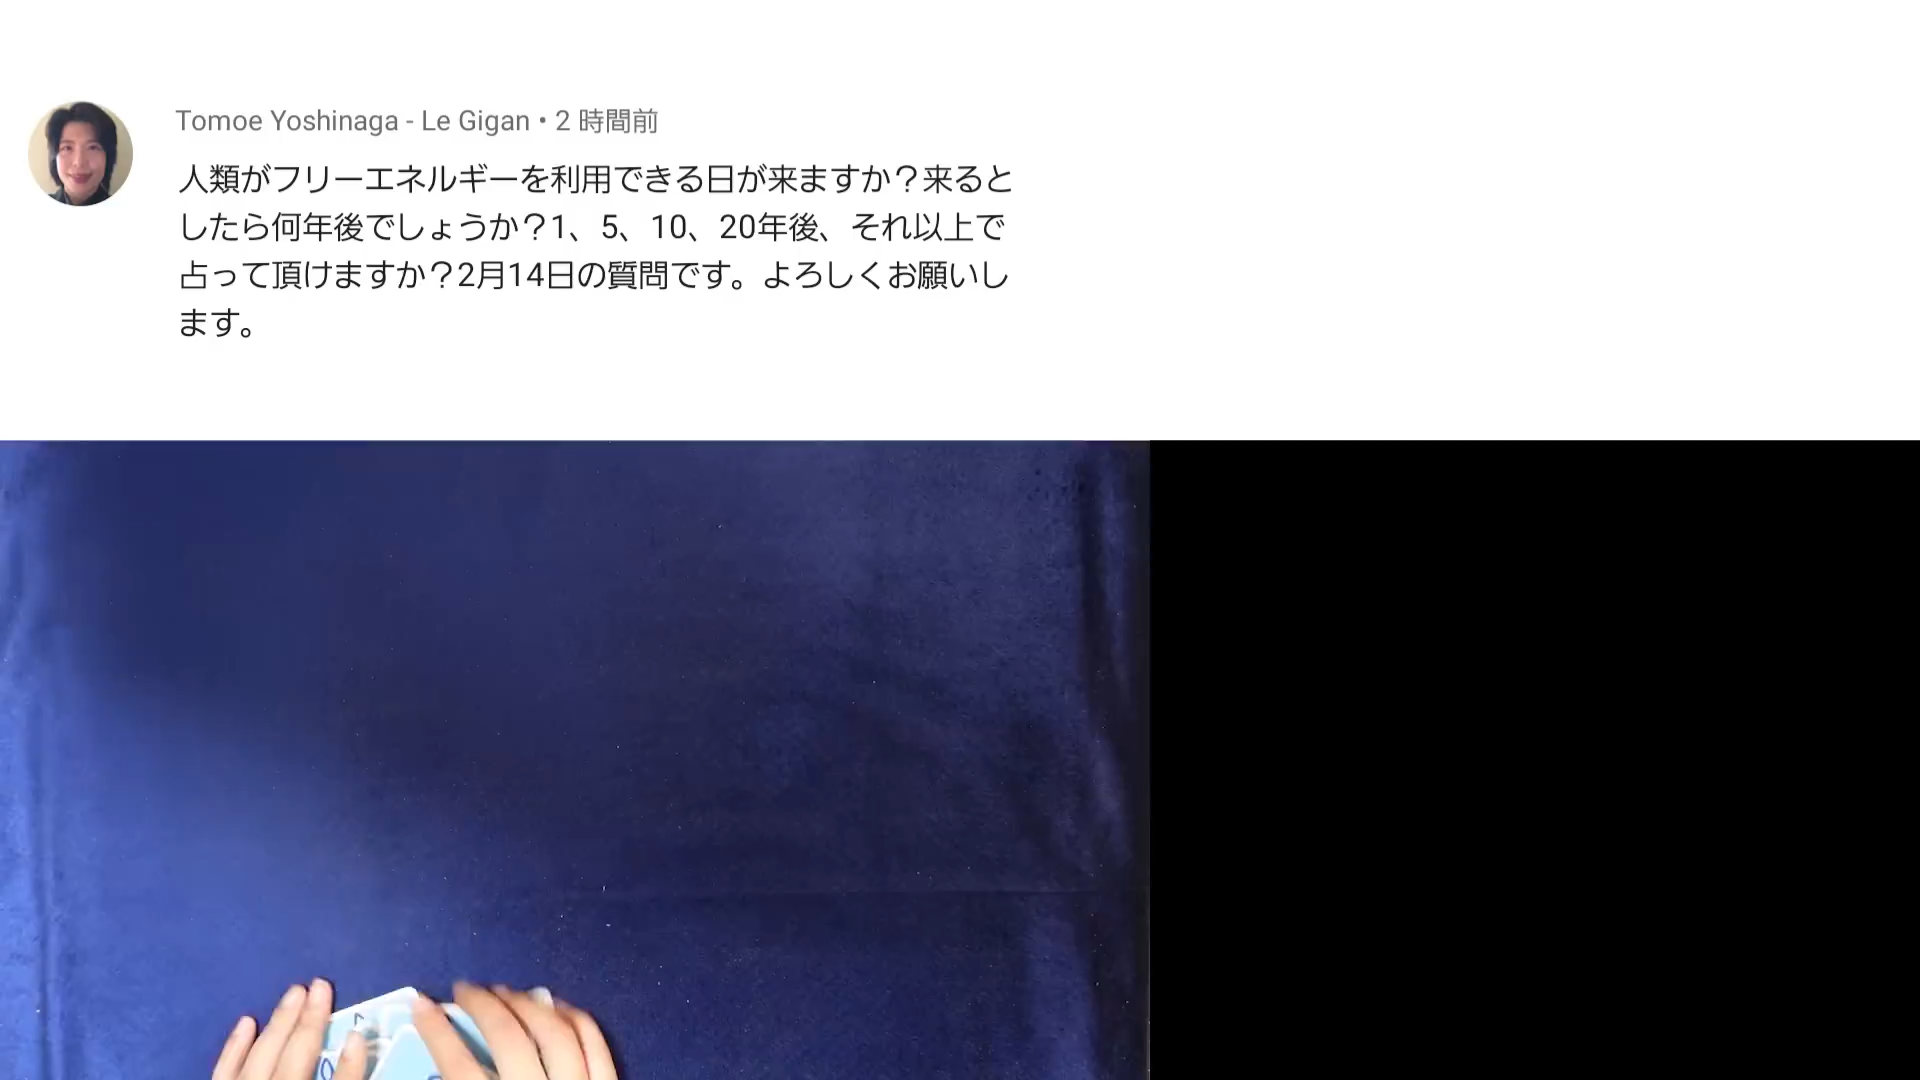 Tomoe Yoshinaga - Le Gigan • 2 時間前
人類がフリーエネルギーを利用できる日が来ますか？来ると
したら何年後でしょうか？1、5、10、20年後、それ以上で
占って頂けますか？2月14日の質問です。よろしくお願いし
ます。